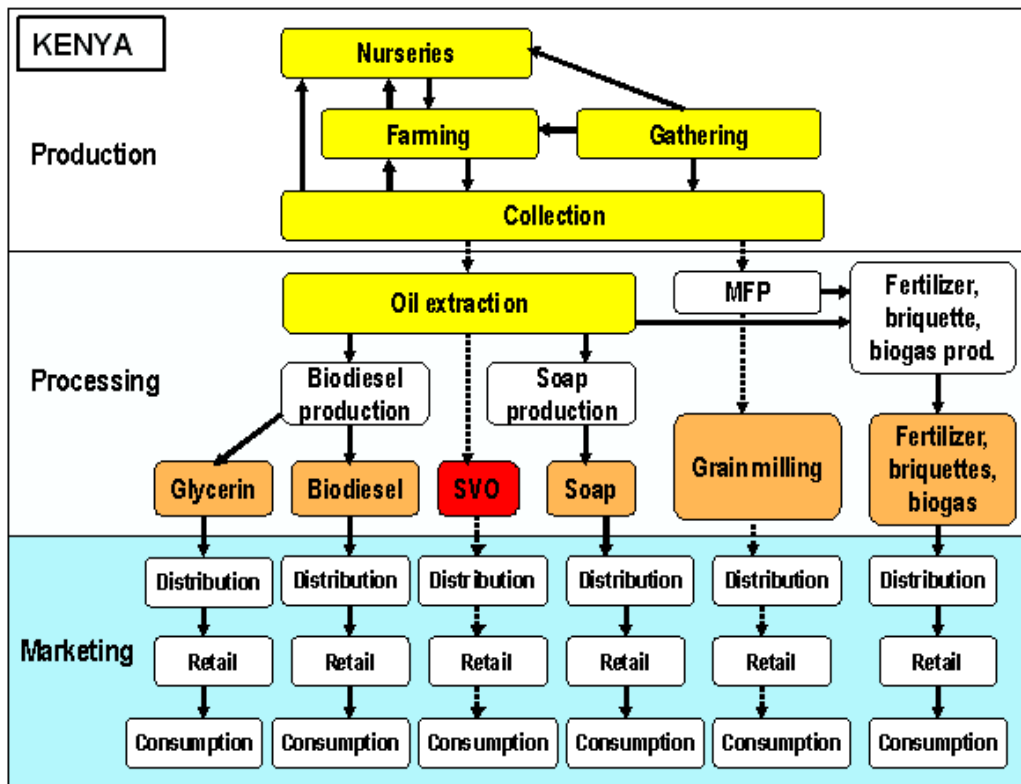 KENYA
Nurseries
Production
Farming
Gathering
Collection
Oil extraction
MFP
Fertilizer,
briquette,
biogas prod.
Processing
Biodiesel
production
Soap
production
Glycerin
Biodiesel
SVO
Soap
Grain milling
Fertilizer,
briquettes,
biogas
Marketing
Distribution
Distribution
Distribution
Distribution
Distribution
Distribution
Retail
Retail
Retail
Retail
Retail
Retail
Consumption
Consumption
Consumption
Consumption
Consumption
Consumption